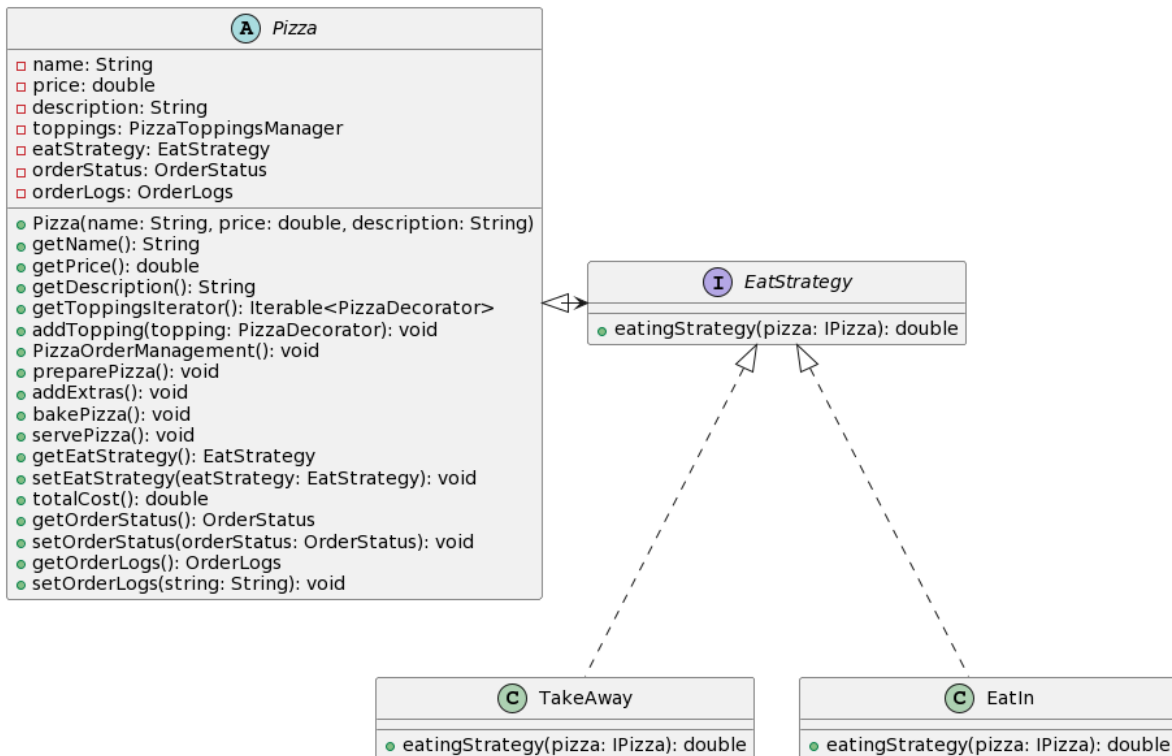 A Pizza
name: String
price: double
description: String
toppings: PizzaToppingsManager
eatStrategy: EatStrategy
orderStatus: OrderStatus
orderLogs: OrderLogs
Pizza(name: String, price: double, description: String)
getName(): String
getPrice(): double
getDescription(): String
getToppingsIterator(): Iterable<PizzaDecorator>
addTopping(topping: PizzaDecorator): void
PizzaOrderManagement(): void
preparePizza(): void
addExtras(): void
bakePizza(): void
servePizza(): void
getEatStrategy(): EatStrategy
setEatStrategy(eatStrategy: EatStrategy): void
totalCost(): double
getOrderStatus(): OrderStatus
setOrderStatus(orderStatus: OrderStatus): void
getOrderLogs(): OrderLogs
setOrderLogs(string: String): void
I EatStrategy
eatingStrategy(pizza: IPizza): double
C TakeAway
eatingStrategy(pizza: IPizza): double
C EatIn
eatingStrategy(pizza: IPizza): double